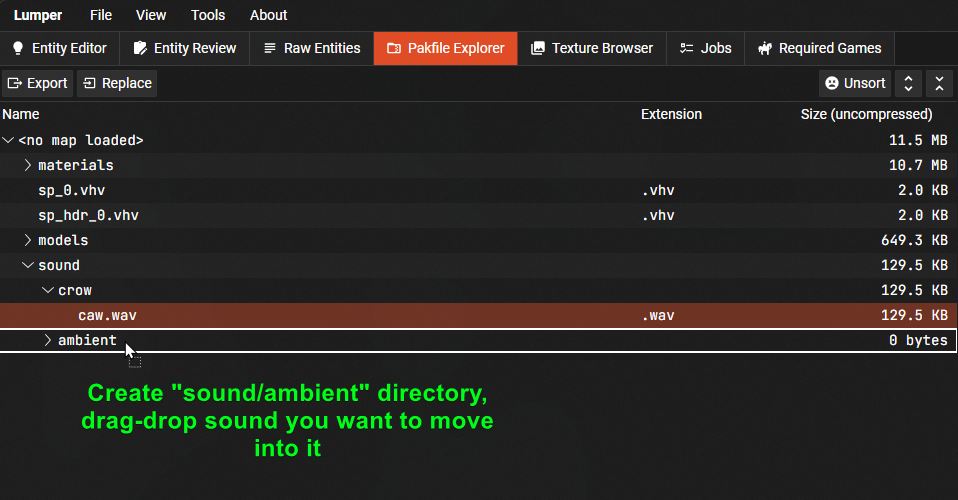 Lumper File View Tools About
Entity Editor Entity Review Raw Entities Pakfile Explorer Texture Browser Jobs Required Games
Export Replace Unsort
Name Extension Size (uncompressed)
<no map loaded> 11.5 MB
materials 10.7 MB
sp_0.vhv .vhv 2.0 KB
sp_hdr_0.vhv .vhv 2.0 KB
models 649.3 KB
sound 129.5 KB
crow 129.5 KB
caw.wav .wav 129.5 KB
ambient 0 bytes
Create "sound/ambient" directory,
drag-drop sound you want to move
into it